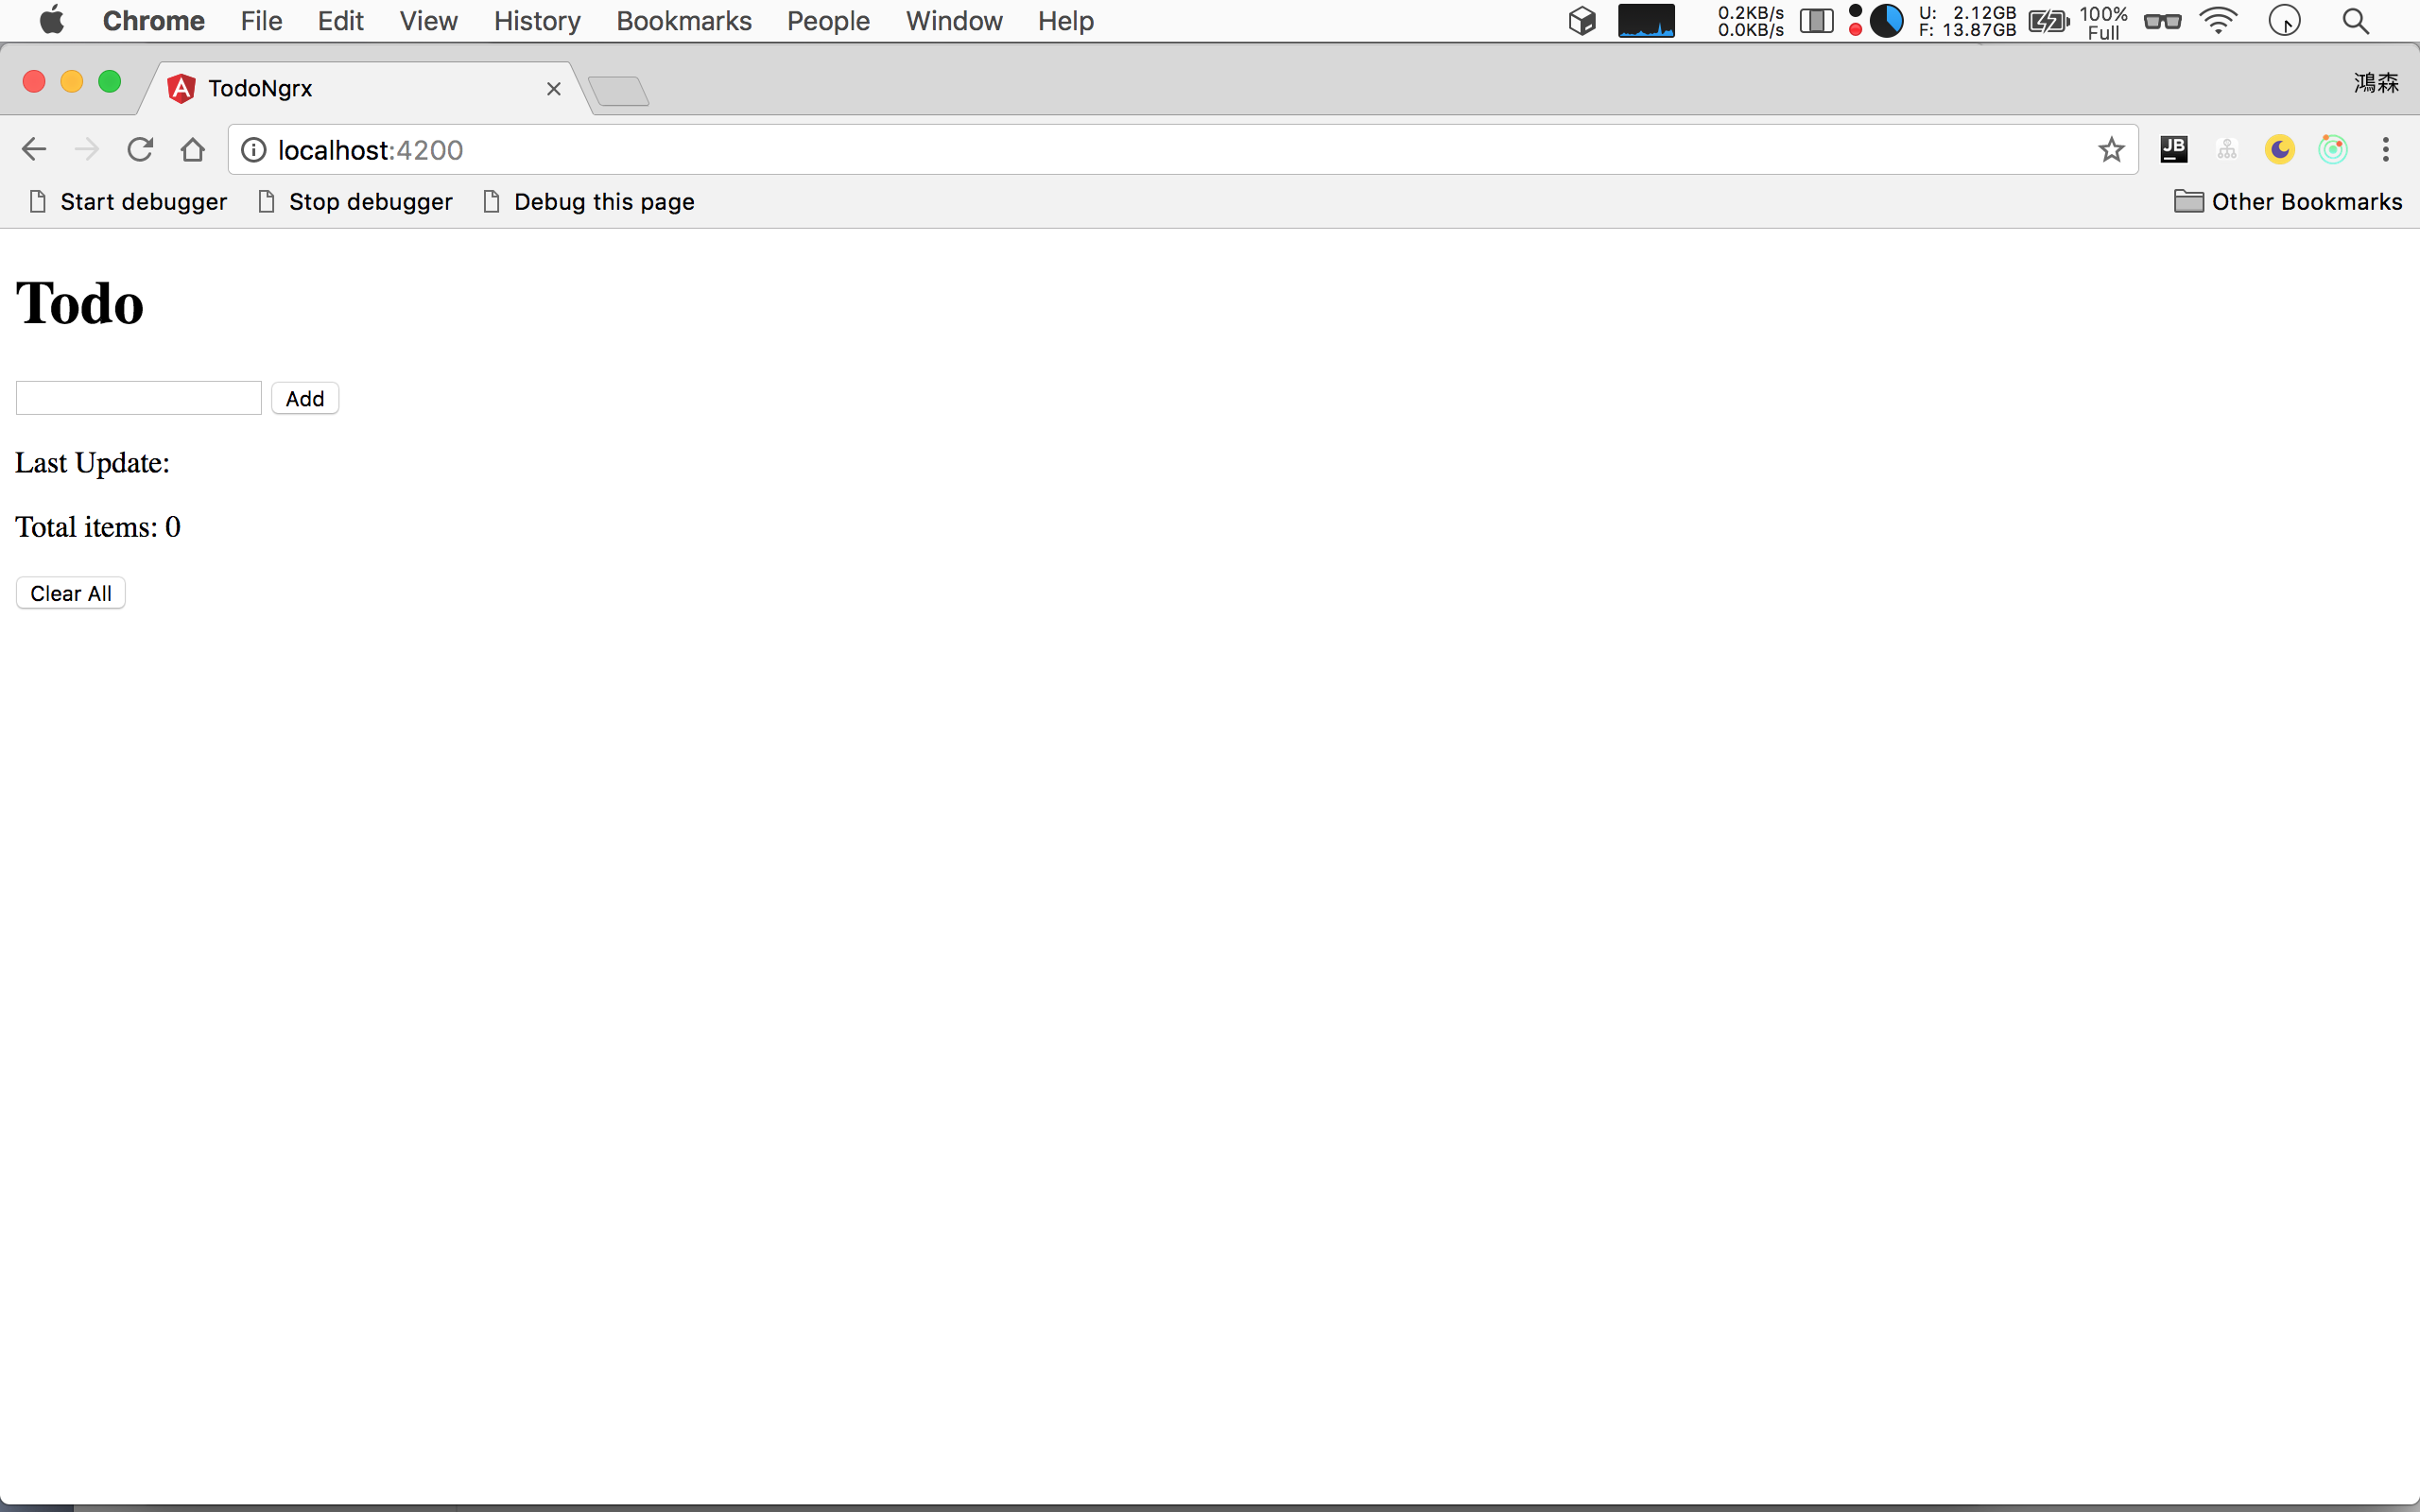 Chrome File Edit View History Bookmarks People Window Help
0.2KB/s
0.0KB/s
U: 2.12GB
F: 13.87GB
100%
Full
TodoNgrx
鴻森
localhost:4200
JB
Start debugger Stop debugger Debug this page Other Bookmarks
Todo
Add
Last Update:
Total items: 0
Clear All